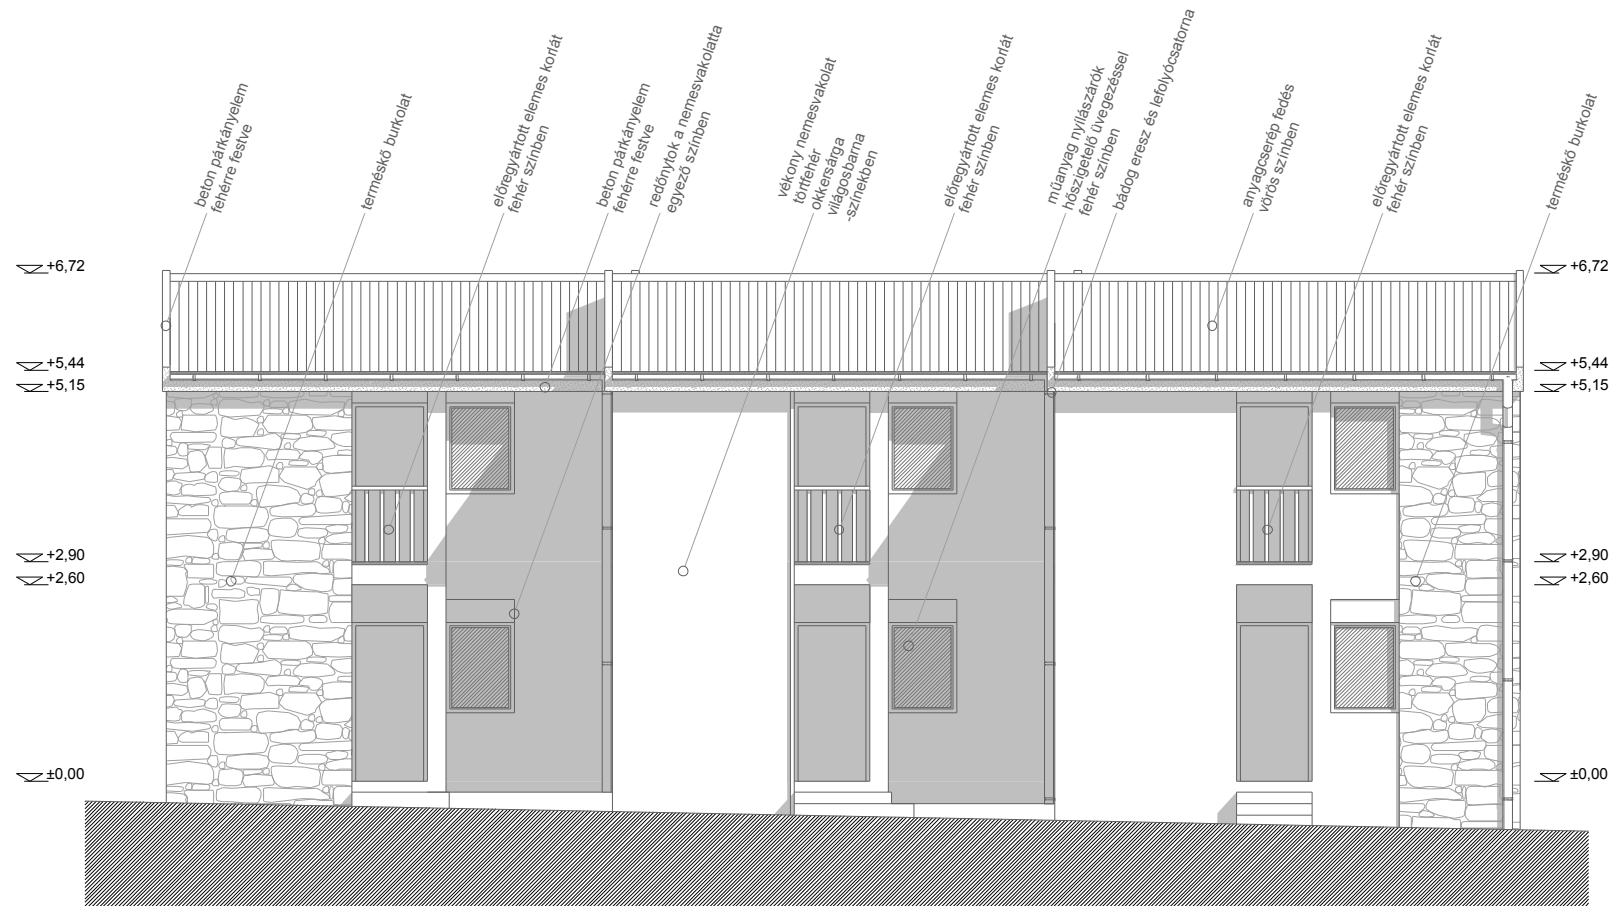 beton párkányelem
fehérre festve
terméskő burkolat
előregyártott elemes korlát
fehér színben
beton párkányelem
fehérre festve
redőnytok a nemesvakolatta
egyező színben
vékony nemesvakolat
törtfehér
okkersárga
világosbarna
-színekben
előregyártott elemes korlát
fehér színben
műanyag nyílászárók
hőszigetelő üvegezéssel
fehér színben
bádog eresz és lefolyócsatorna
anyagcserép fedés
vörös színben
előregyártott elemes korlát
fehér színben
terméskő burkolat
+6,72
+6,72
+5,44
+5,44
+5,15
+5,15
+2,90
+2,90
+2,60
+2,60
±0,00
±0,00